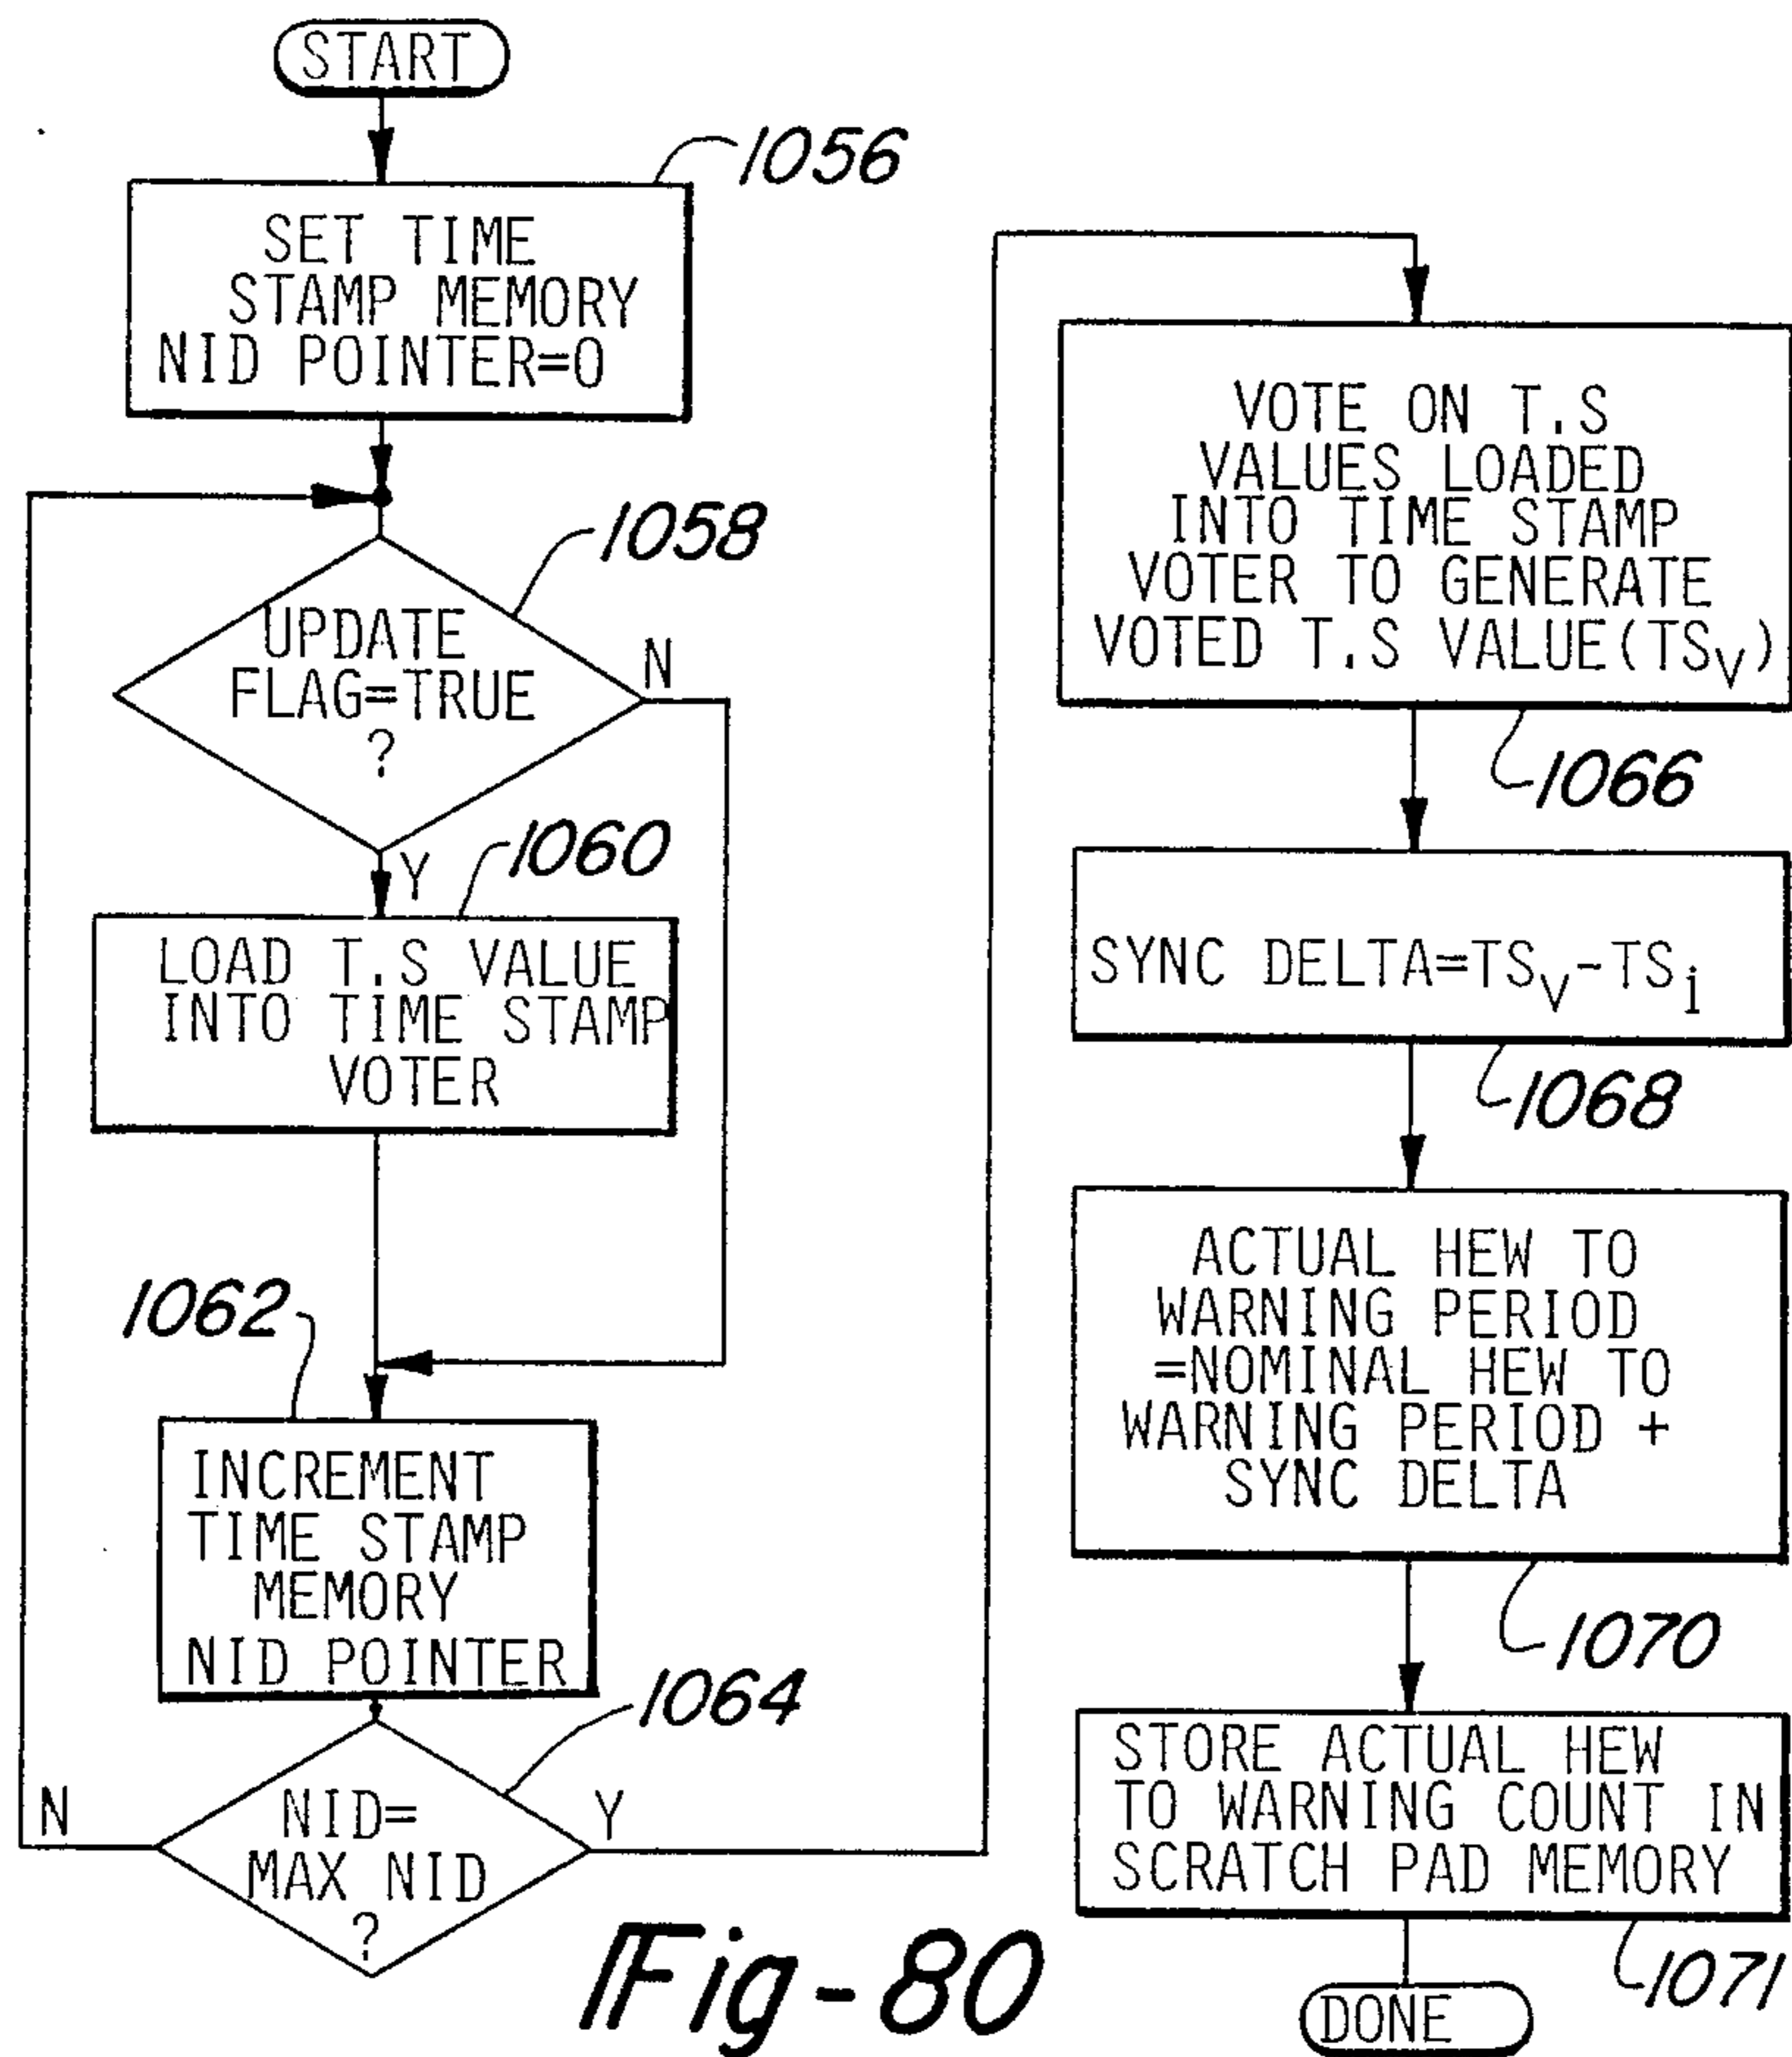 START
1056
SET TIME
STAMP MEMORY
NID POINTER=0
1058
UPDATE
FLAG=TRUE
?
N
Y
1060
LOAD T.S VALUE
INTO TIME STAMP
VOTER
1062
INCREMENT
TIME STAMP
MEMORY
NID POINTER
1064
NID=
MAX NID
?
N
Y
VOTE ON T.S
VALUES LOADED
INTO TIME STAMP
VOTER TO GENERATE
VOTED T.S VALUE(TSV)
1066
SYNC DELTA=TSV-TSi
1068
ACTUAL HEW TO
WARNING PERIOD
=NOMINAL HEW TO
WARNING PERIOD +
SYNC DELTA
1070
STORE ACTUAL HEW
TO WARNING COUNT IN
SCRATCH PAD MEMORY
1071
DONE
Fig-80